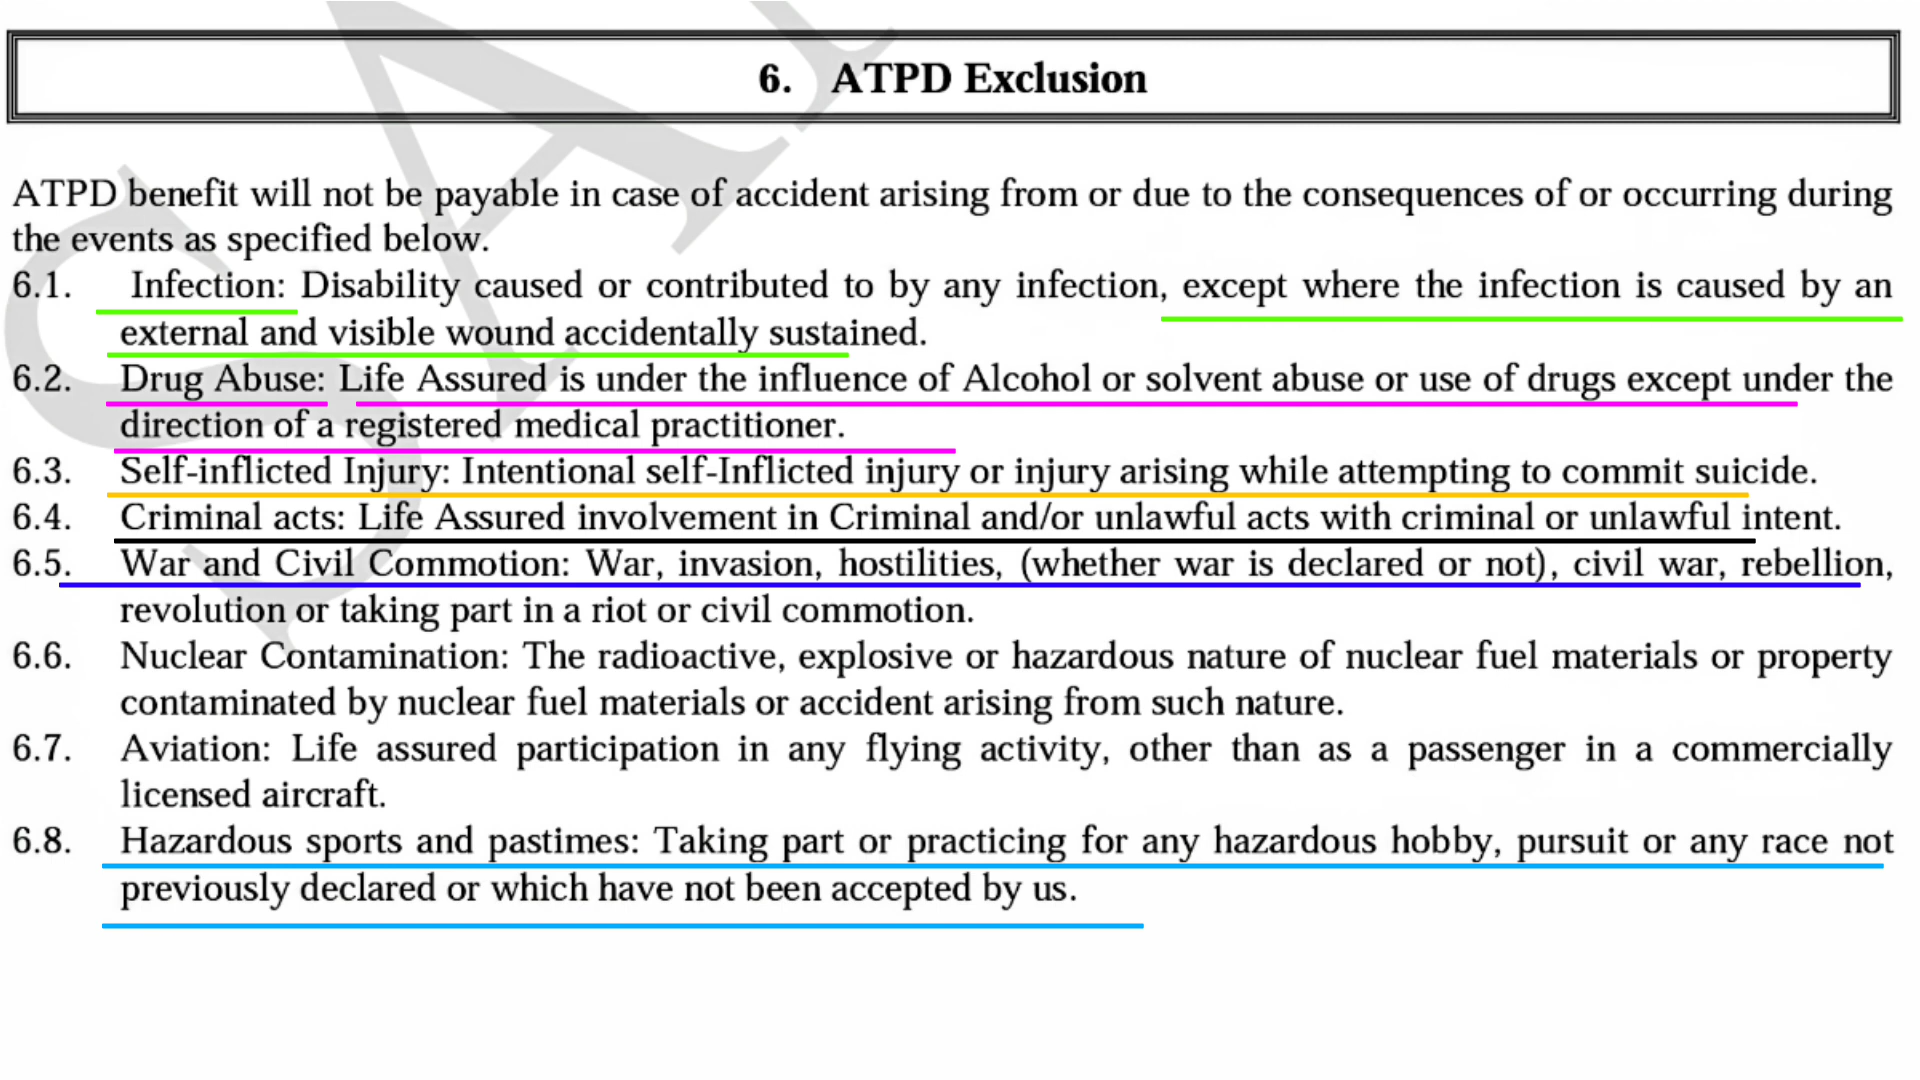 6. ATPD Exclusion
ATPD benefit will not be payable in case of accident arising from or due to the consequences of or occurring during
the events as specified below.
6.1. Infection: Disability caused or contributed to by any infection, except where the infection is caused by an
external and visible wound accidentally sustained.
6.2. Drug Abuse: Life Assured is under the influence of Alcohol or solvent abuse or use of drugs except under the
direction of a registered medical practitioner.
6.3. Self-inflicted Injury: Intentional self-Inflicted injury or injury arising while attempting to commit suicide.
6.4. Criminal acts: Life Assured involvement in Criminal and/or unlawful acts with criminal or unlawful intent.
6.5. War and Civil Commotion: War, invasion, hostilities, (whether war is declared or not), civil war, rebellion,
revolution or taking part in a riot or civil commotion.
6.6. Nuclear Contamination: The radioactive, explosive or hazardous nature of nuclear fuel materials or property
contaminated by nuclear fuel materials or accident arising from such nature.
6.7. Aviation: Life assured participation in any flying activity, other than as a passenger in a commercially
licensed aircraft.
6.8. Hazardous sports and pastimes: Taking part or practicing for any hazardous hobby, pursuit or any race not
previously declared or which have not been accepted by us.